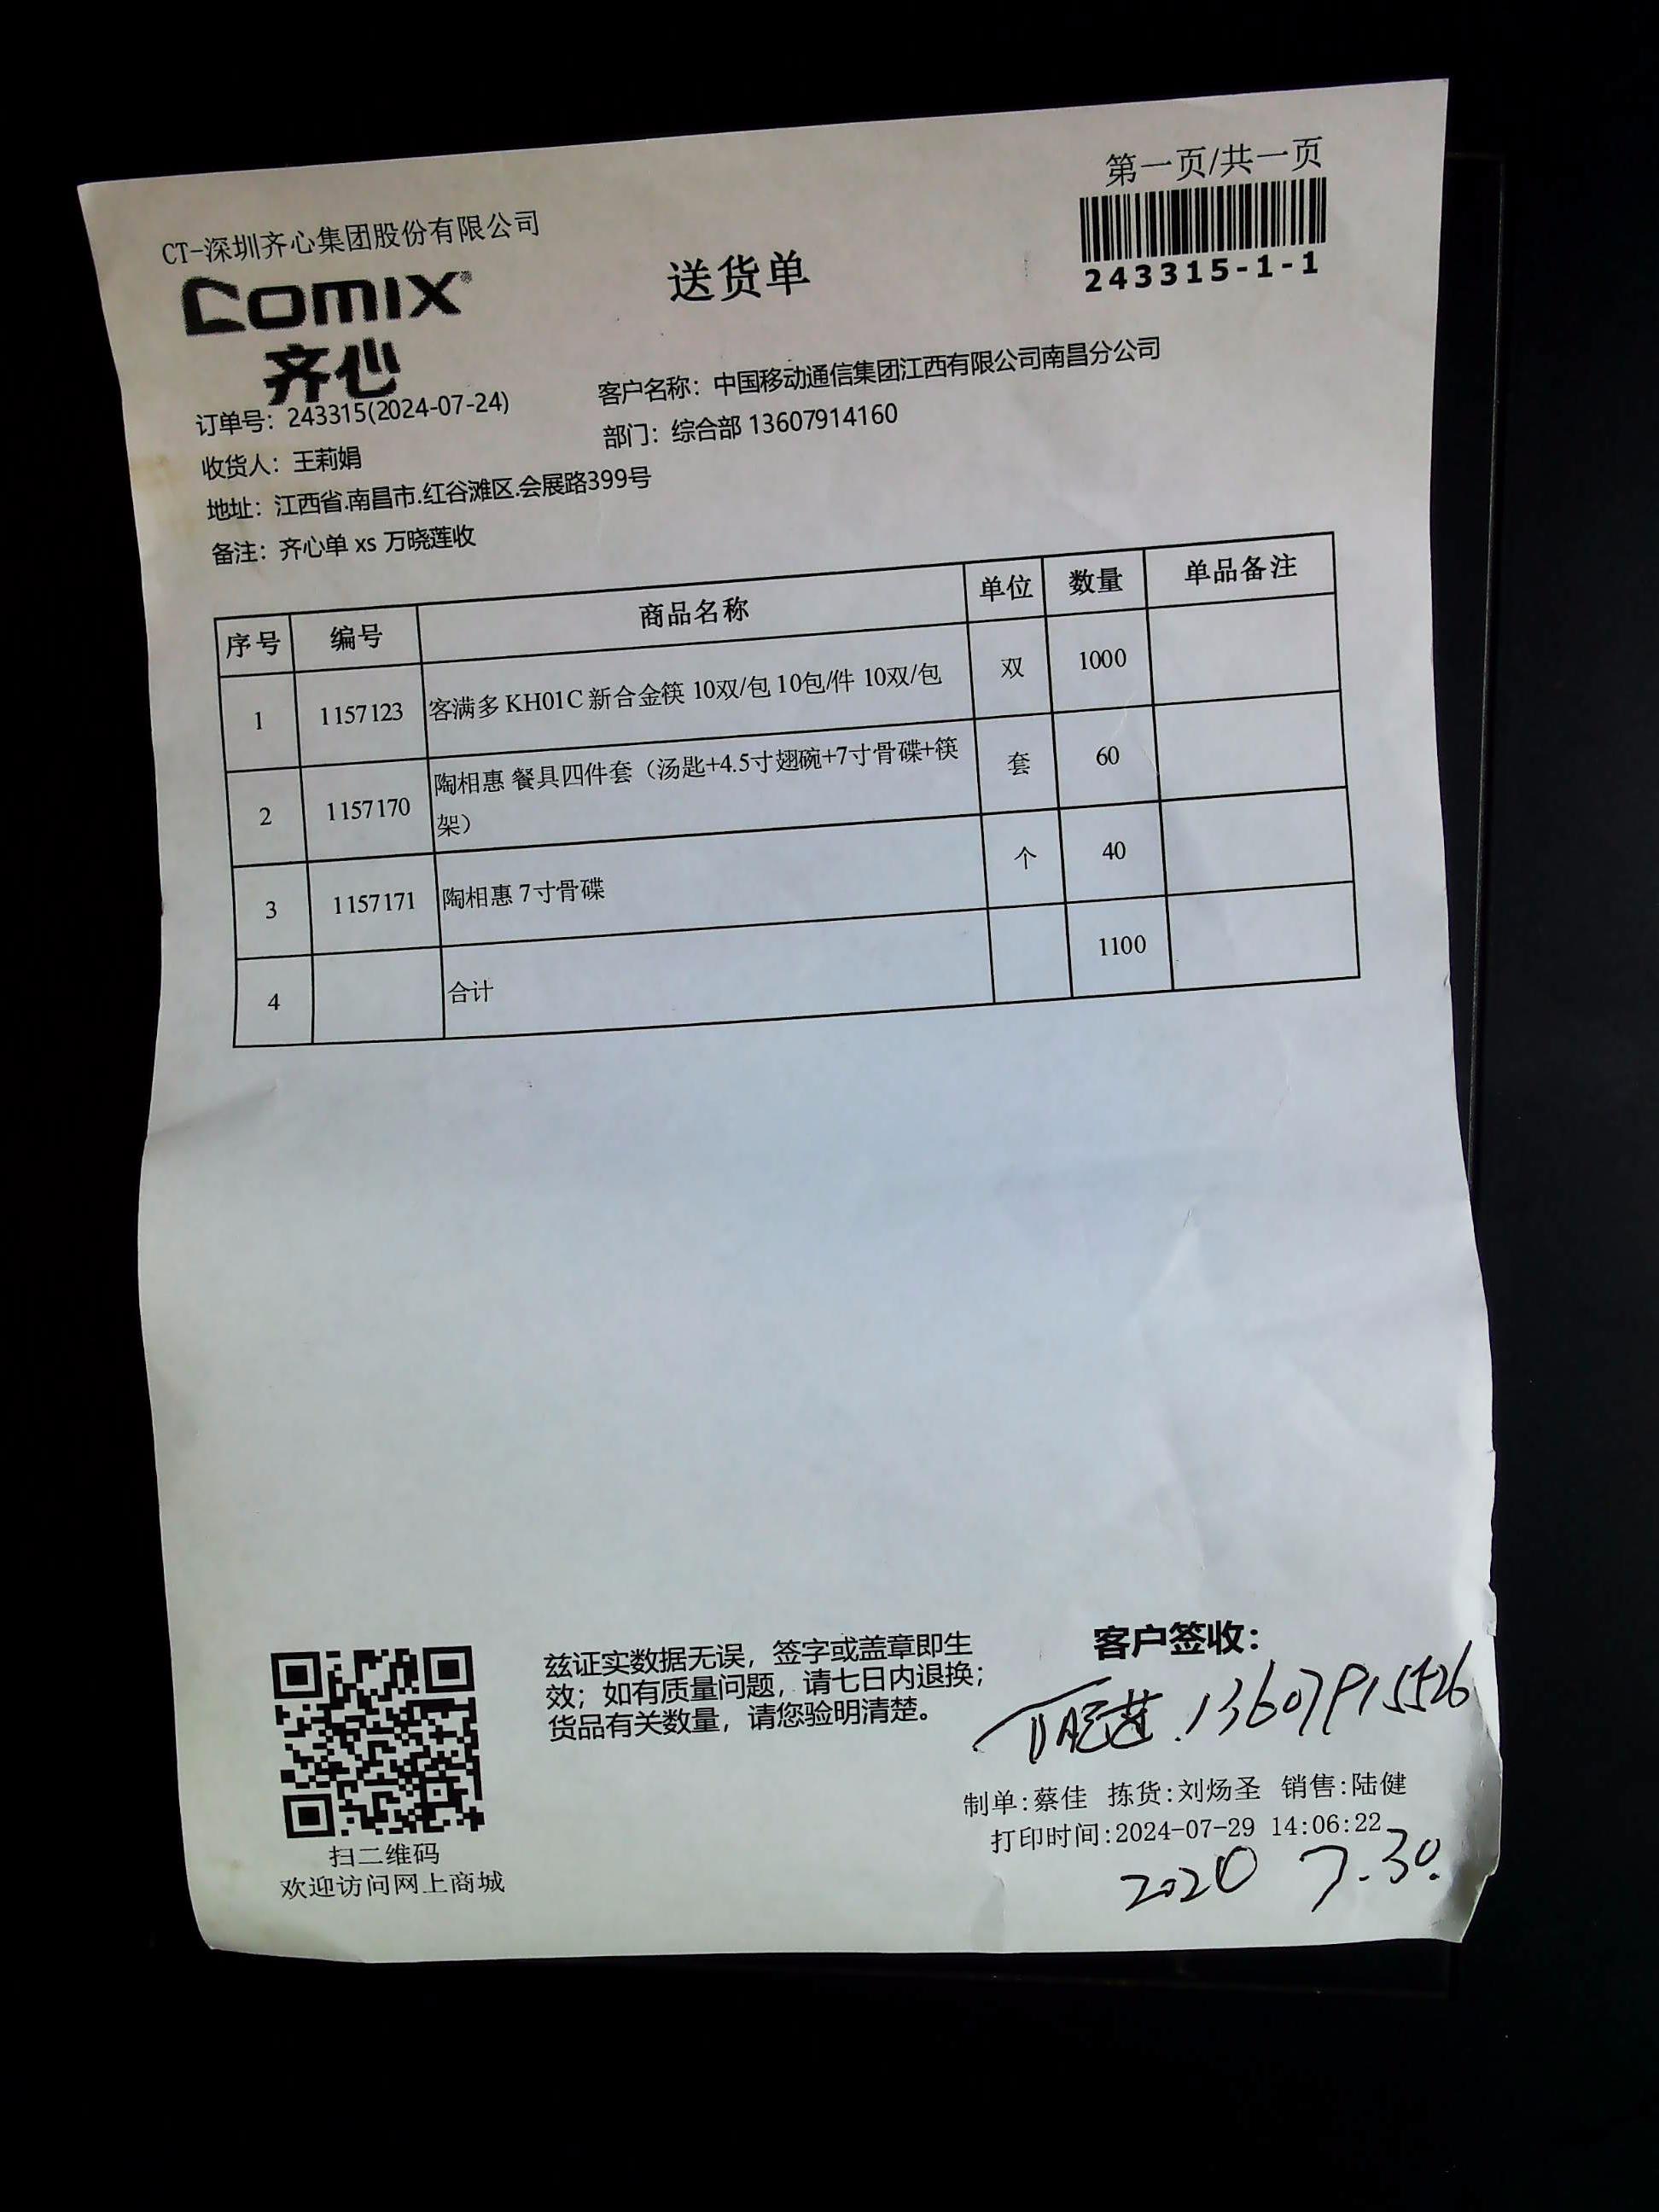 第一页/共一页
CT-深圳齐心集团股份有限公司
COMIX
齐心
送货单
243315-1-1
订单号：243315(2024-07-24)
客户名称：中国移动通信集团江西有限公司南昌分公司
收货人：王莉娟
部门：综合部 13607914160
地址：江西省.南昌市.红谷滩区.会展路399号
备注：齐心单 xs 万晓莲收
序号 编号 商品名称 单位 数量 单品备注
1 1157123 客满多 KH01C 新合金筷 10双/包 10包/件 10双/包 双 1000
2 1157170 陶相惠 餐具四件套（汤匙+4.5寸翅碗+7寸骨碟+筷
架） 套 60
3 1157171 陶相惠 7寸骨碟 个 40
4 合计 1100
兹证实数据无误，签字或盖章即生
效；如有质量问题，请七日内退换；
货品有关数量，请您验明清楚。
客户签收：
万晓莲.13607915526
制单:蔡佳 拣货:刘炀圣 销售:陆健
打印时间:2024-07-29 14:06:22
2020 7.30.
扫二维码
欢迎访问网上商城